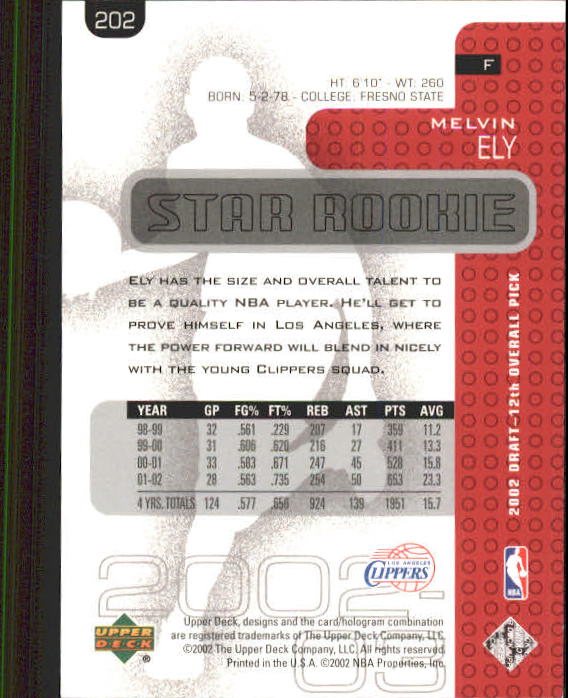 202
F
HT: 6'10" - WT: 260
BORN: 5-2-78 - COLLEGE: FRESNO STATE
MELVIN
ELY
STAR ROOKIE
ELY HAS THE SIZE AND OVERALL TALENT TO
BE A QUALITY NBA PLAYER. HE'LL GET TO
PROVE HIMSELF IN LOS ANGELES, WHERE
THE POWER FORWARD WILL BLEND IN NICELY
WITH THE YOUNG CLIPPERS SQUAD.
YEAR GP FG% FT% REB AST PTS AVG
98-99 32 .561 .229 207 17 359 11.2
99-00 31 .606 .620 216 27 411 13.3
00-01 33 .583 .671 247 45 528 15.8
01-02 28 .563 .735 254 50 653 23.3
4 YRS. TOTALS 124 .577 .656 924 139 1951 15.7
2002 DRAFT-12th OVERALL PICK
2002-
03
LOS ANGELES
CLIPPERS
NBA
UPPER
DECK
®
Upper Deck, designs and the card/hologram combination
are registered trademarks of The Upper Deck Company, LLC.
©2002 The Upper Deck Company, LLC. All rights reserved.
Printed in the U.S.A. ©2002 NBA Properties, Inc.